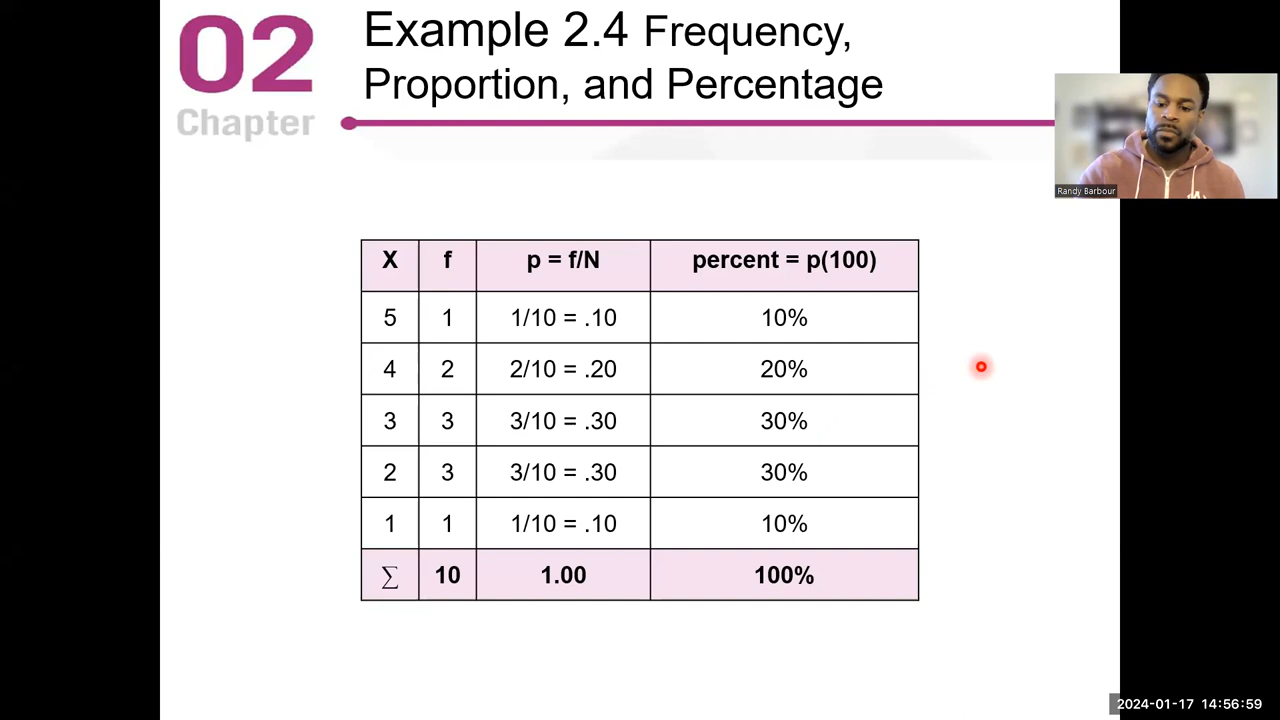 02
Chapter
Example 2.4 Frequency,
Proportion, and Percentage
Randy Barbour
X f p = f/N percent = p(100)
5 1 1/10 = .10 10%
4 2 2/10 = .20 20%
3 3 3/10 = .30 30%
2 3 3/10 = .30 30%
1 1 1/10 = .10 10%
∑ 10 1.00 100%
2024-01-17 14:56:59